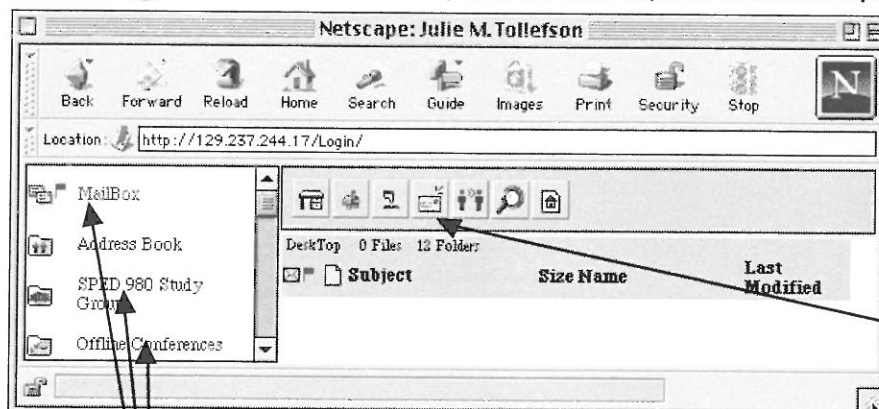 Netscape: Julie M. Tollefson
Back Forward Reload Home Search Guide Images Print Security Stop
N
Location: http://129.237.244.17/Login/
MailBox
Address Book
SPED 980 Study
Group
Offline Conferences
DeskTop 0 Files 12 Folders
Subject Size Name Last
Modified